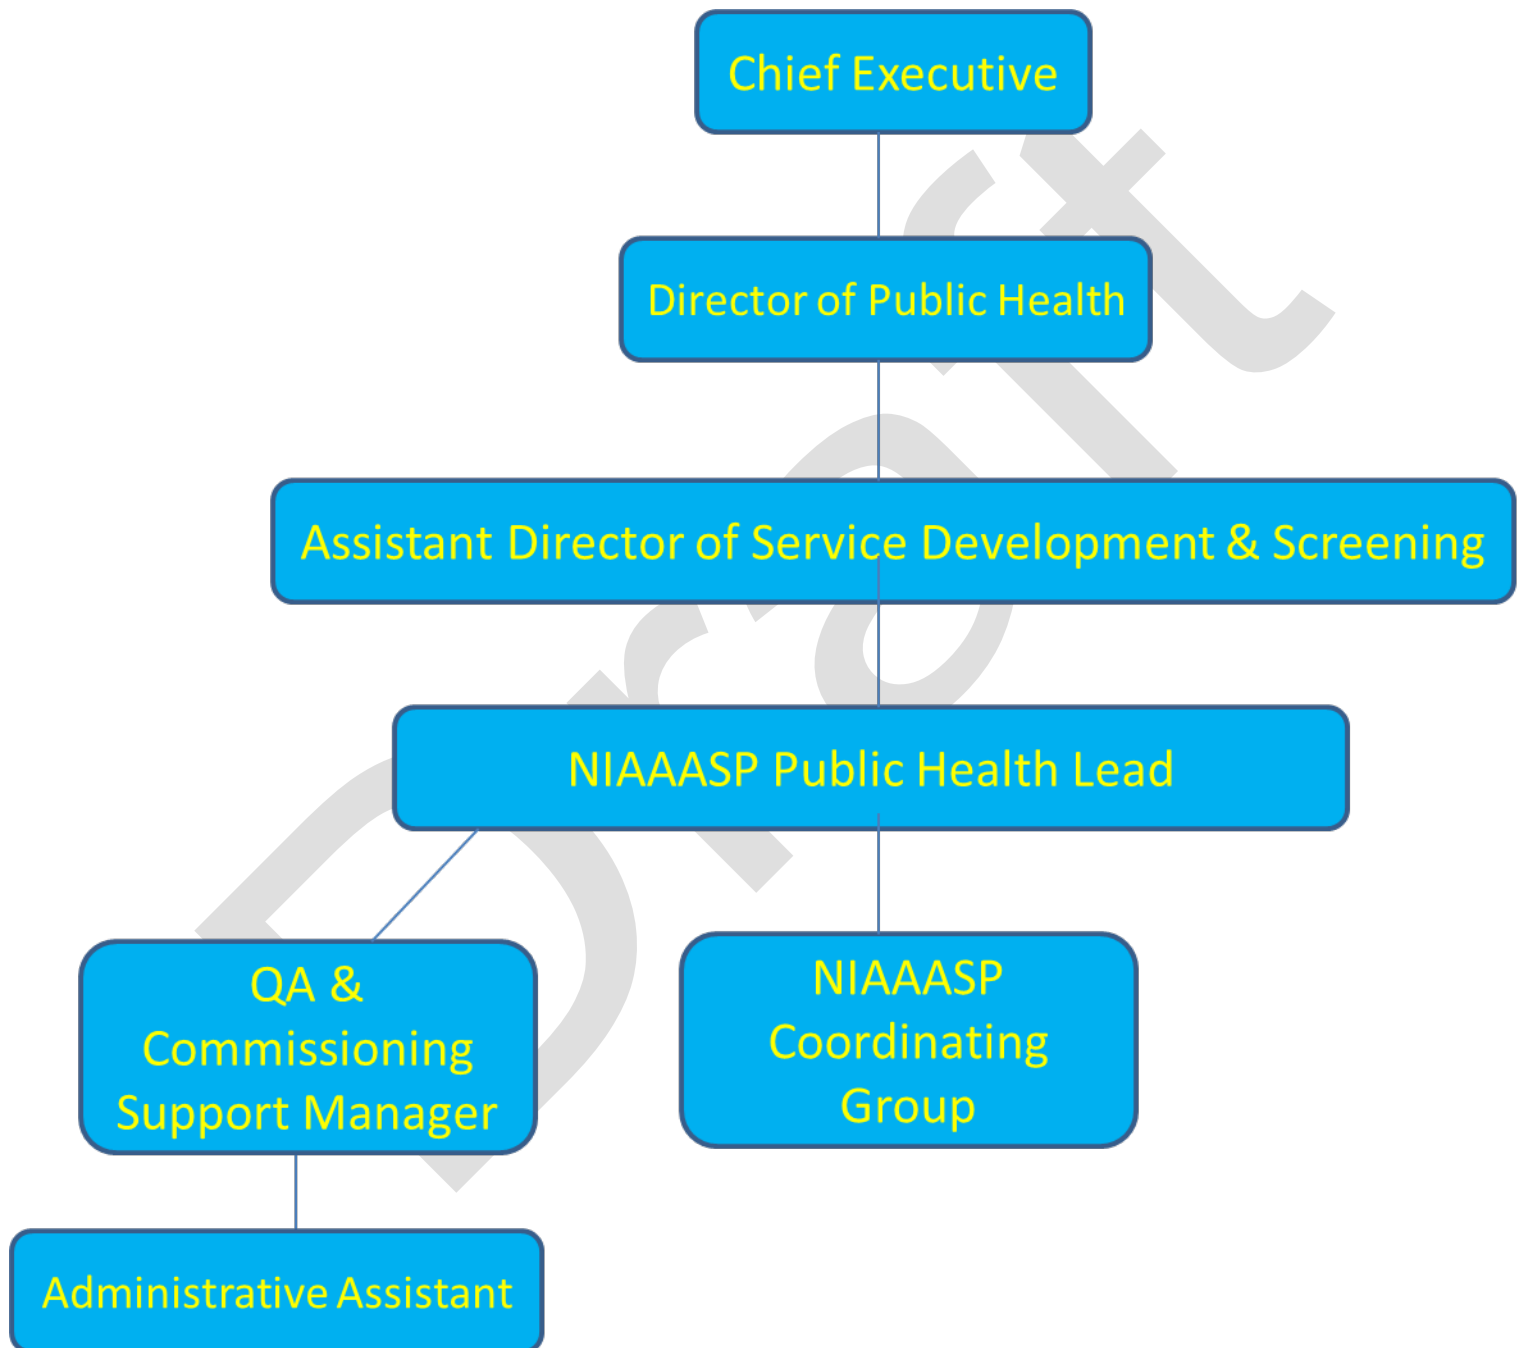 Chief Executive
Director of Public Health
Assistant Director of Service Development & Screening
NIAAASP Public Health Lead
QA &
Commissioning
Support Manager
NIAAASP
Coordinating
Group
Administrative Assistant
Draft